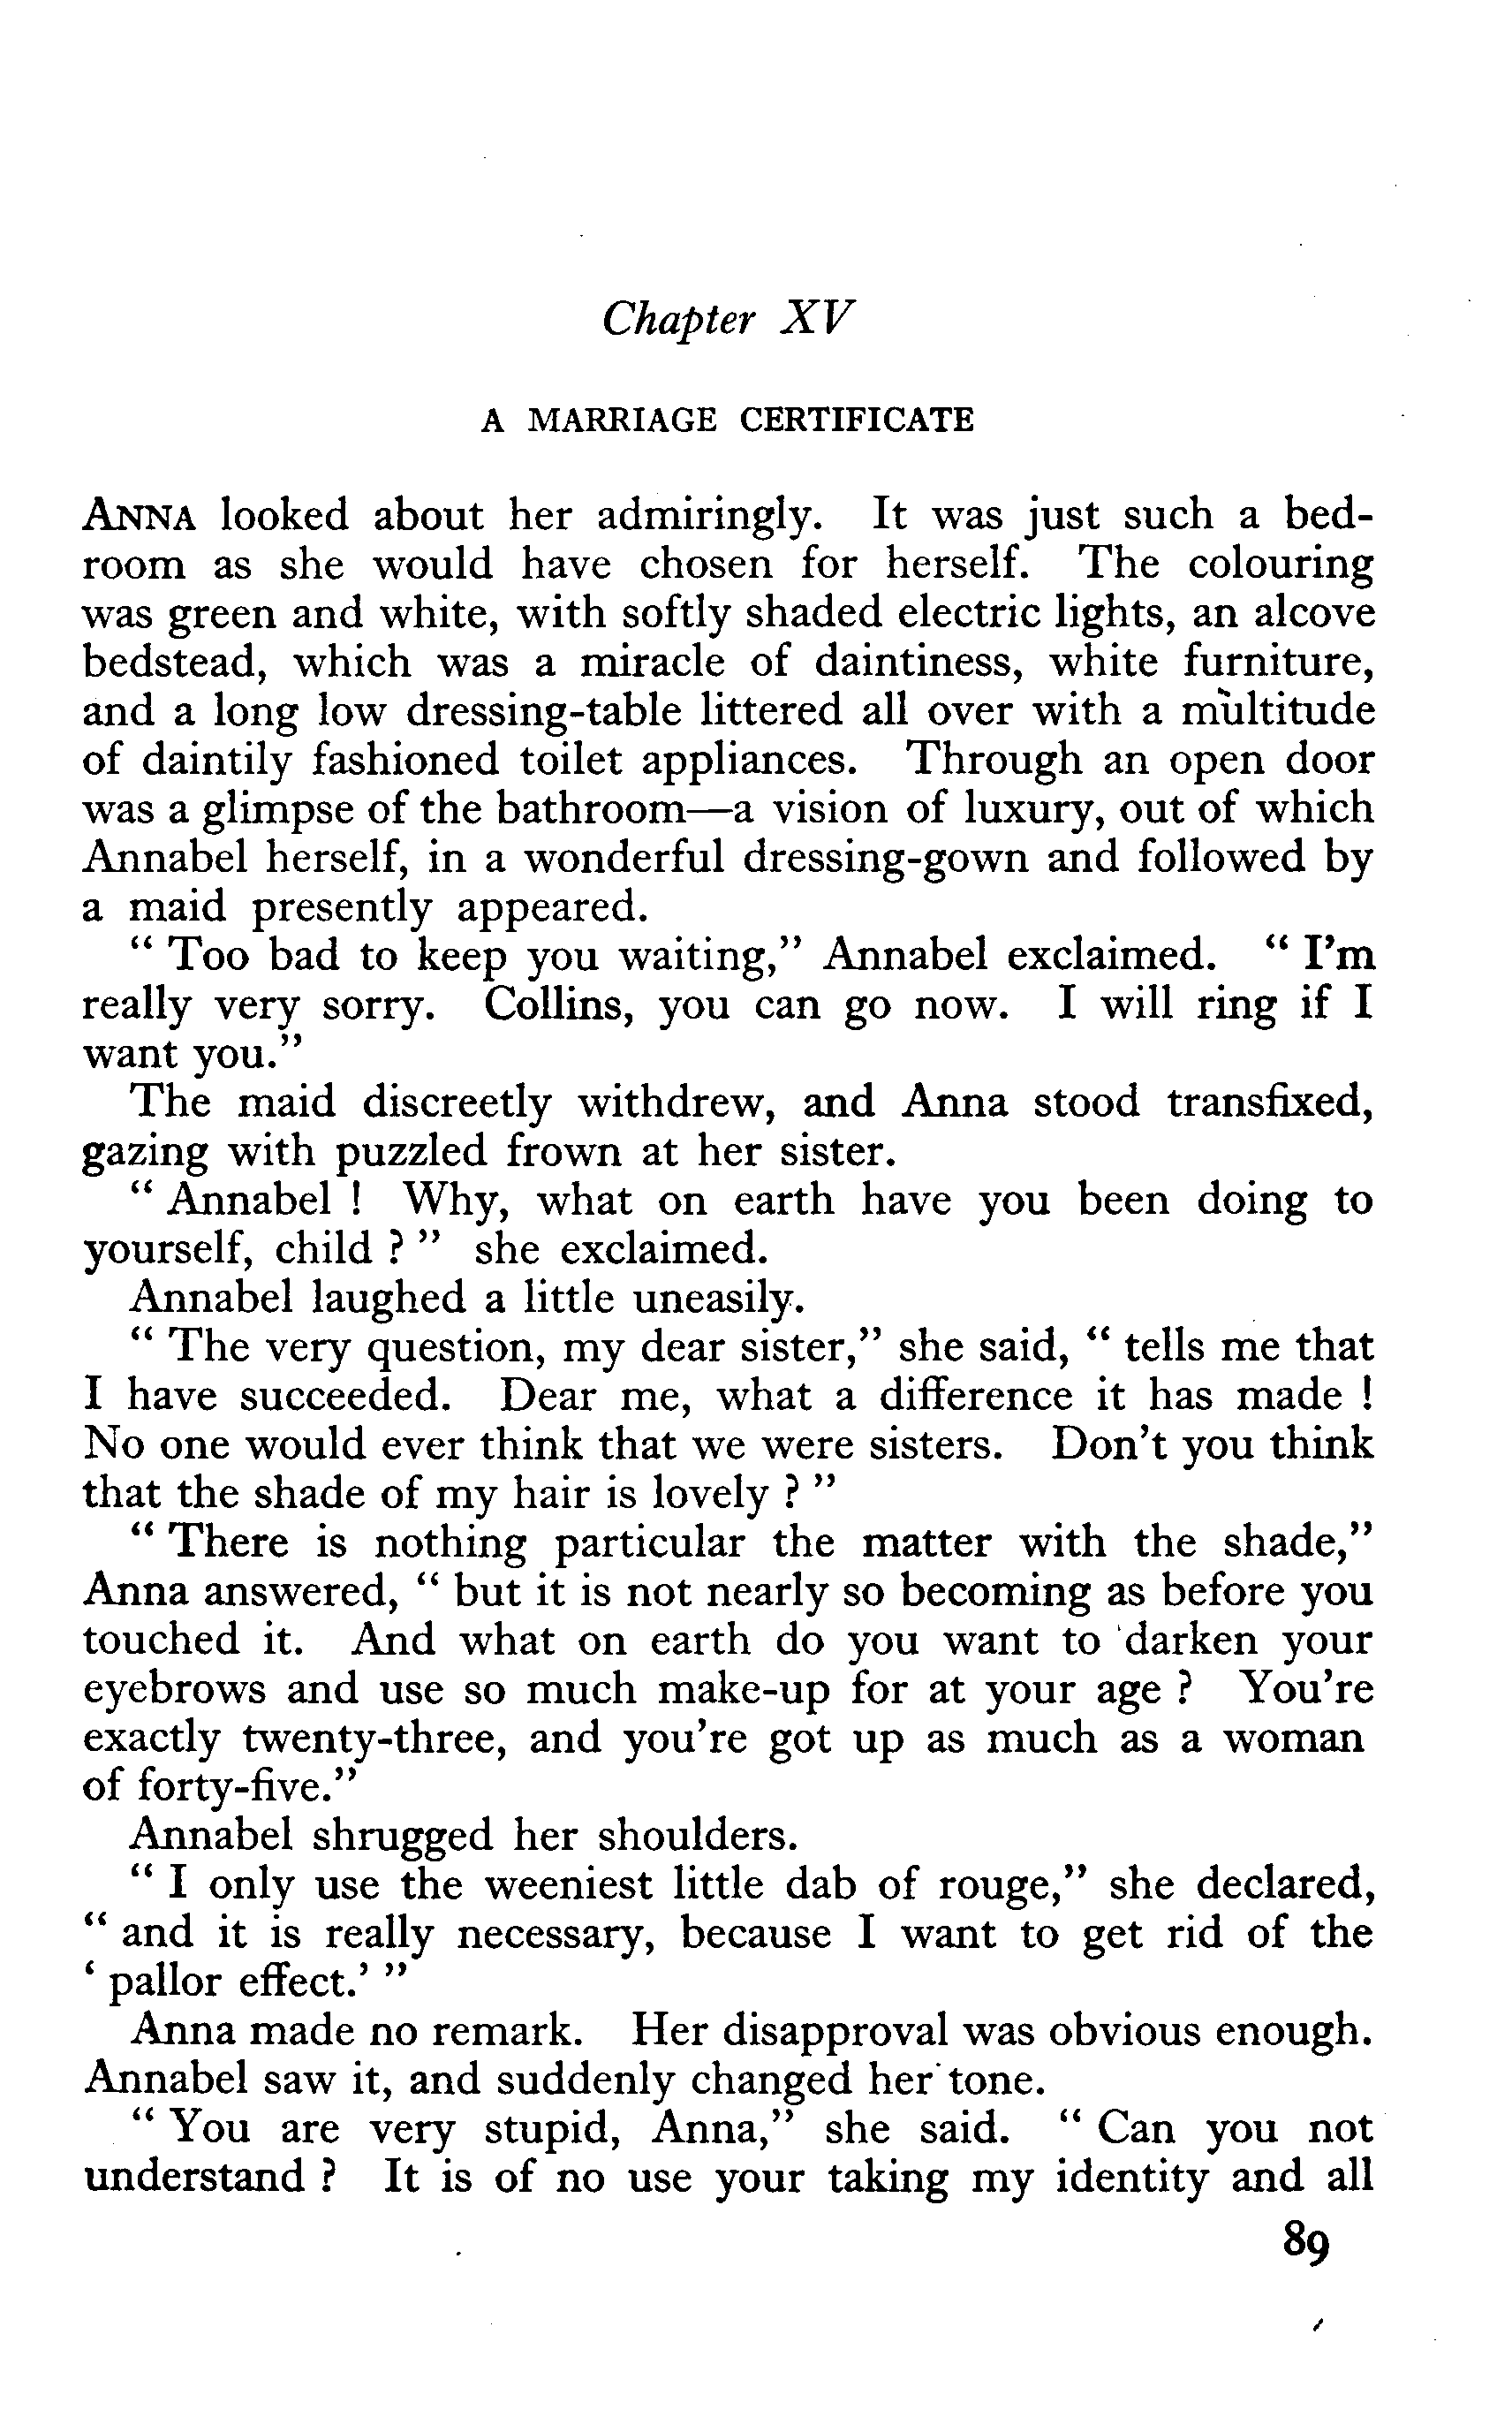 Chapter XV
A MARRIAGE CERTIFICATE
ANNA looked about her admiringly. It was just such a bed-
room as she would have chosen for herself. The colouring
was green and white, with softly shaded electric lights, an alcove
bedstead, which was a miracle of daintiness, white furniture,
and a long low dressing-table littered all over with a multitude
of daintily fashioned toilet appliances. Through an open door
was a glimpse of the bathroom—a vision of luxury, out of which
Annabel herself, in a wonderful dressing-gown and followed by
a maid presently appeared.
“ Too bad to keep you waiting,” Annabel exclaimed. “ I’m
really very sorry. Collins, you can go now. I will ring if I
want you.”
The maid discreetly withdrew, and Anna stood transfixed,
gazing with puzzled frown at her sister.
“ Annabel ! Why, what on earth have you been doing to
yourself, child ? ” she exclaimed.
Annabel laughed a little uneasily.
“ The very question, my dear sister,” she said, “ tells me that
I have succeeded. Dear me, what a difference it has made !
No one would ever think that we were sisters. Don’t you think
that the shade of my hair is lovely ? ”
“ There is nothing particular the matter with the shade,”
Anna answered, “ but it is not nearly so becoming as before you
touched it. And what on earth do you want to darken your
eyebrows and use so much make-up for at your age ? You’re
exactly twenty-three, and you’re got up as much as a woman
of forty-five.”
Annabel shrugged her shoulders.
“ I only use the weeniest little dab of rouge,” she declared,
“ and it is really necessary, because I want to get rid of the
‘ pallor effect.’ ”
Anna made no remark. Her disapproval was obvious enough.
Annabel saw it, and suddenly changed her tone.
“ You are very stupid, Anna,” she said. “ Can you not
understand ? It is of no use your taking my identity and all
89